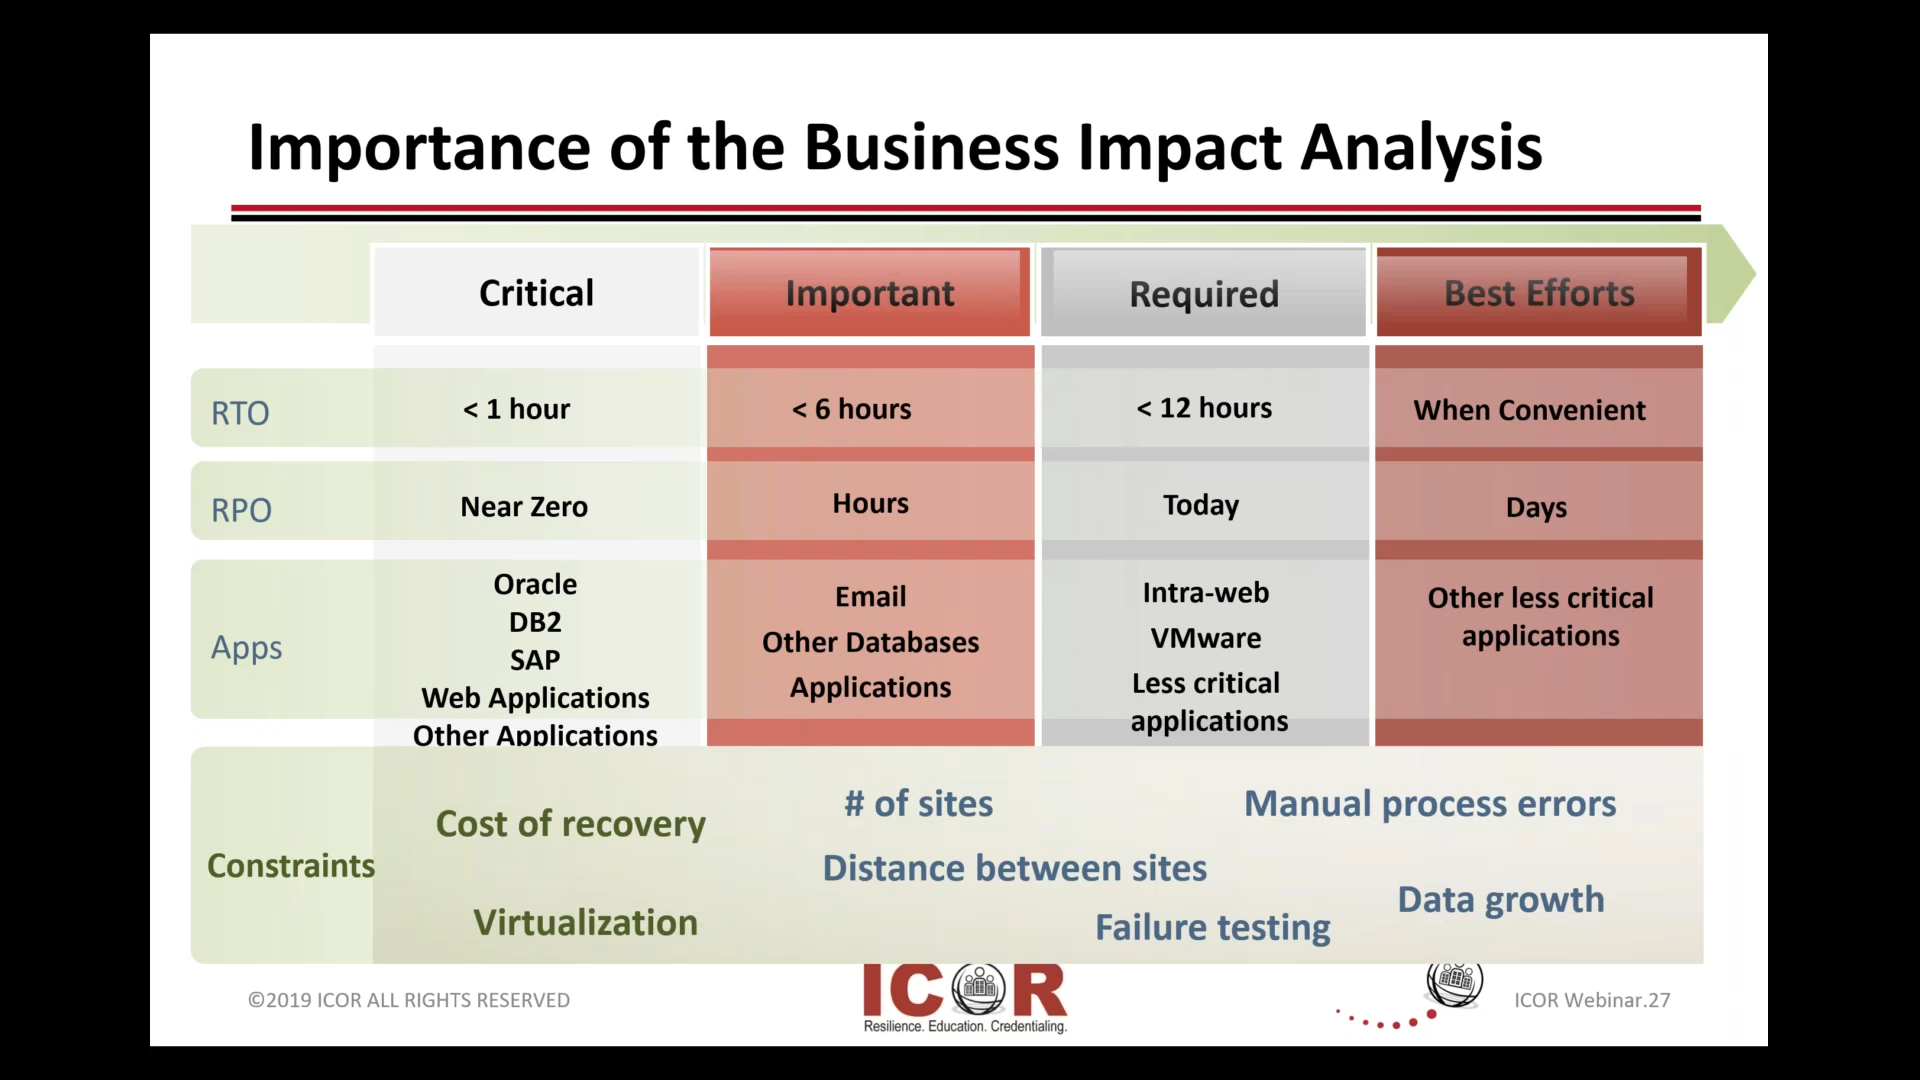 Importance of the Business Impact Analysis
Critical
Important
Required
Best Efforts
RTO
< 1 hour
< 6 hours
< 12 hours
When Convenient
RPO
Near Zero
Hours
Today
Days
Apps
Oracle
DB2
SAP
Web Applications
Other Applications
Email
Other Databases
Applications
Intra-web
VMware
Less critical
applications
Other less critical
applications
Constraints
Cost of recovery
# of sites
Manual process errors
Distance between sites
Data growth
Virtualization
Failure testing
©2019 ICOR ALL RIGHTS RESERVED
ICOR
Resilience. Education. Credentialing.
ICOR Webinar.27